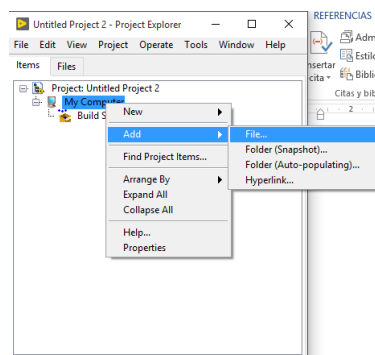 Untitled Project 2 - Project Explorer
File Edit View Project Operate Tools Window Help
Items Files
Project: Untitled Project 2
My Computer
Build S
New
Add
Find Project Items...
Arrange By
Expand All
Collapse All
Help...
Properties
File...
Folder (Snapshot)...
Folder (Auto-populating)...
Hyperlink...
REFERENCIAS
Adm
Estilo
nsertar
cita
Bibli
Citas y bib
1 · 2 ·